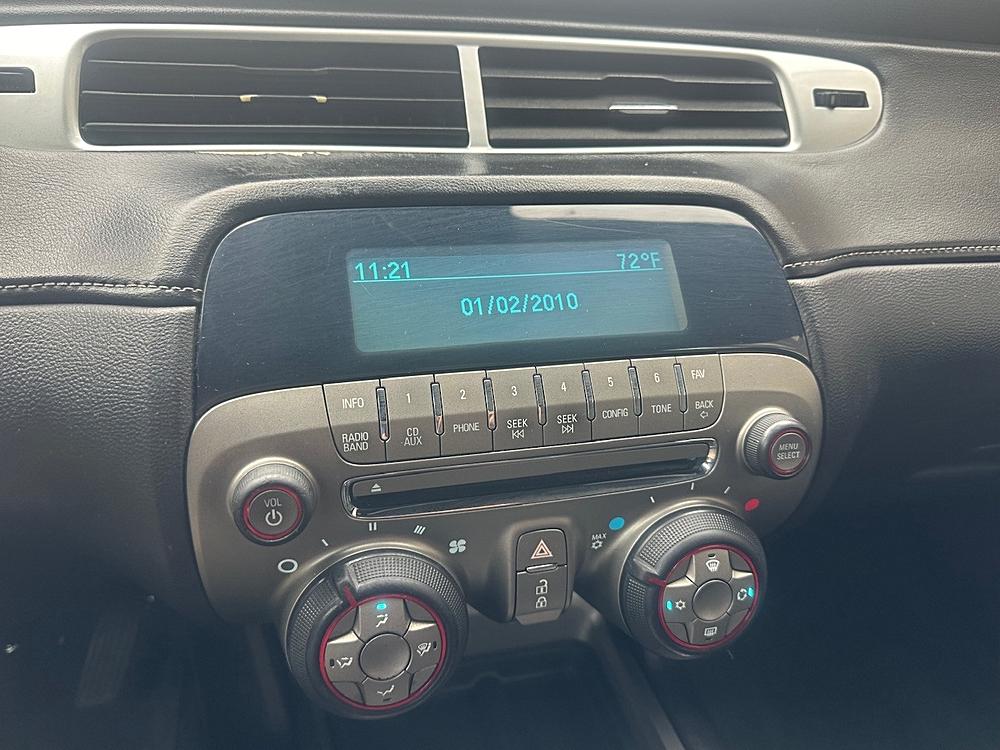 11:21 72°F
01/02/2010
INFO 1 2 3 4 5 6 FAV
RADIO BAND
CD AUX
PHONE
SEEK
SEEK
CONFIG
TONE
BACK
VOL
MENU SELECT
MAX